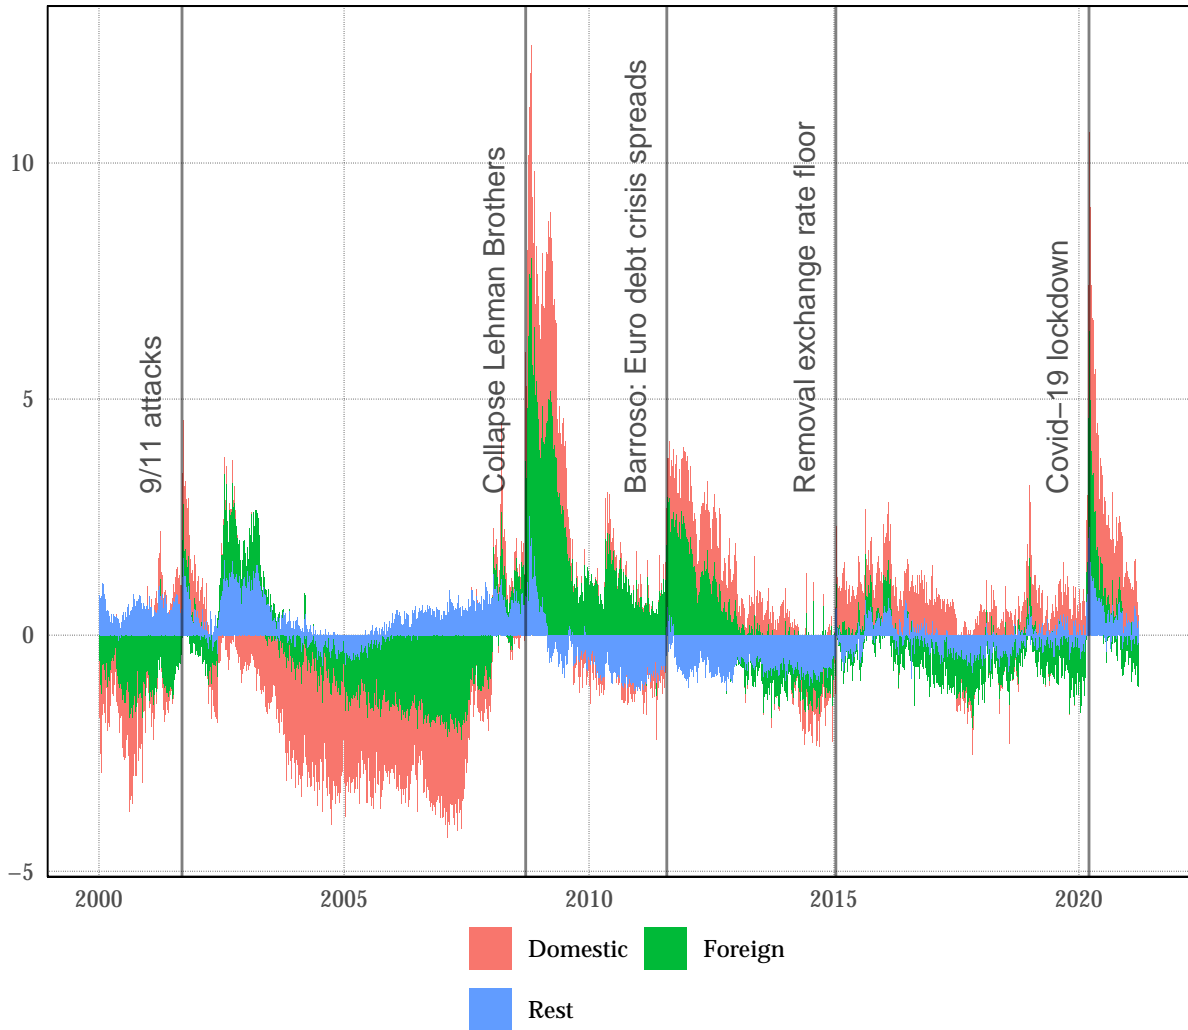 10
5
0
−5
9/11 attacks
Collapse Lehman Brothers
Barroso: Euro debt crisis spreads
Removal exchange rate floor
Covid−19 lockdown
2000 2005 2010 2015 2020
Domestic Foreign
Rest